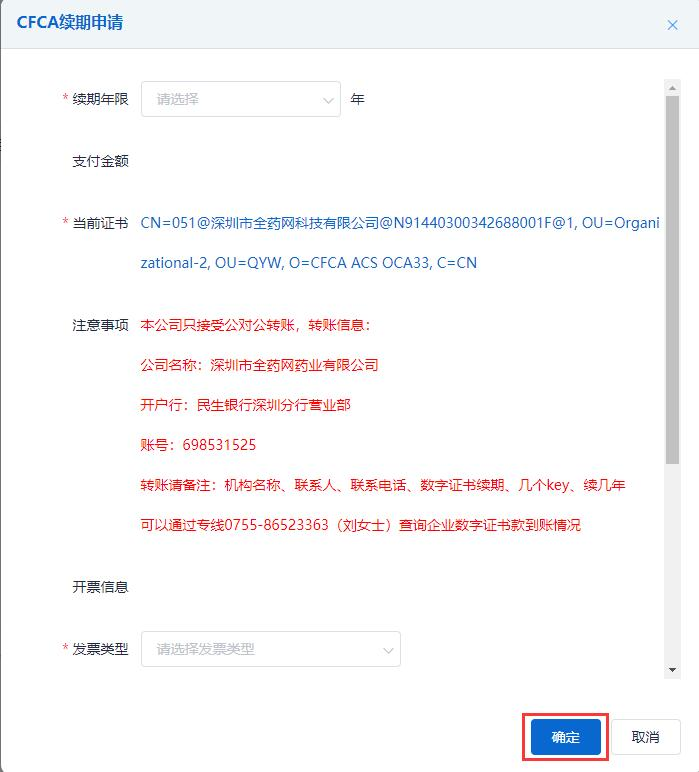 CFCA续期申请
* 续期年限 请选择 年
支付金额
* 当前证书 CN=051@深圳市全药网科技有限公司@N91440300342688001F@1, OU=Organi
zational-2, OU=QYW, O=CFCA ACS OCA33, C=CN
注意事项 本公司只接受公对公转账，转账信息：
公司名称：深圳市全药网药业有限公司
开户行：民生银行深圳分行营业部
账号：698531525
转账请备注：机构名称、联系人、联系电话、数字证书续期、几个key、续几年
可以通过专线0755-86523363（刘女士）查询企业数字证书款到账情况
开票信息
* 发票类型 请选择发票类型
确定 取消